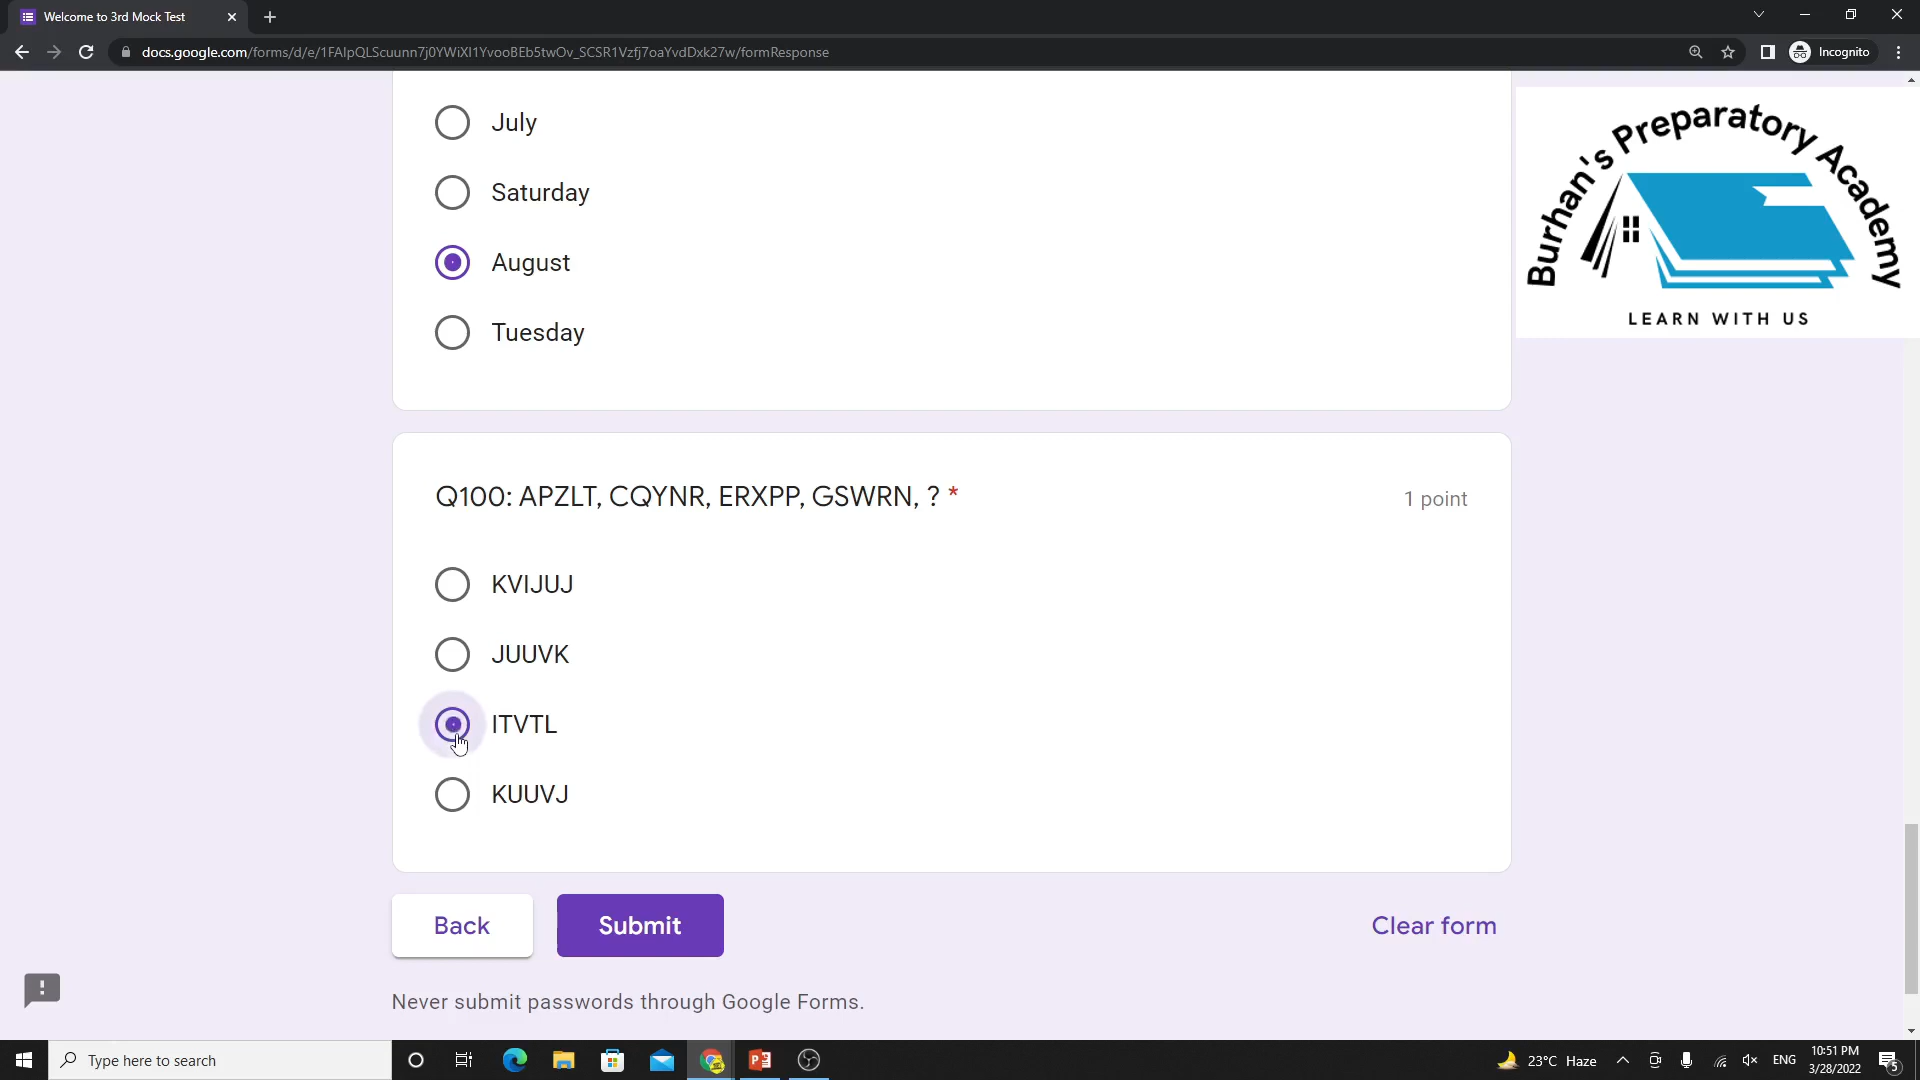 Welcome to 3rd Mock Test
docs.google.com/forms/d/e/1FAIpQLScuunn7j0YWiXI1YvooBEb5twOv_SCSR1Vzfj7oaYvdDxk27w/formResponse
Incognito
July
Saturday
August
Tuesday
Burhan's Preparatory Academy
LEARN WITH US
Q100: APZLT, CQYNR, ERXPP, GSWRN, ? *
1 point
KVIJUJ
JUUVK
ITVTL
KUUVJ
Back
Submit
Clear form
Never submit passwords through Google Forms.
Type here to search
23°C Haze
ENG
10:51 PM
3/28/2022
5